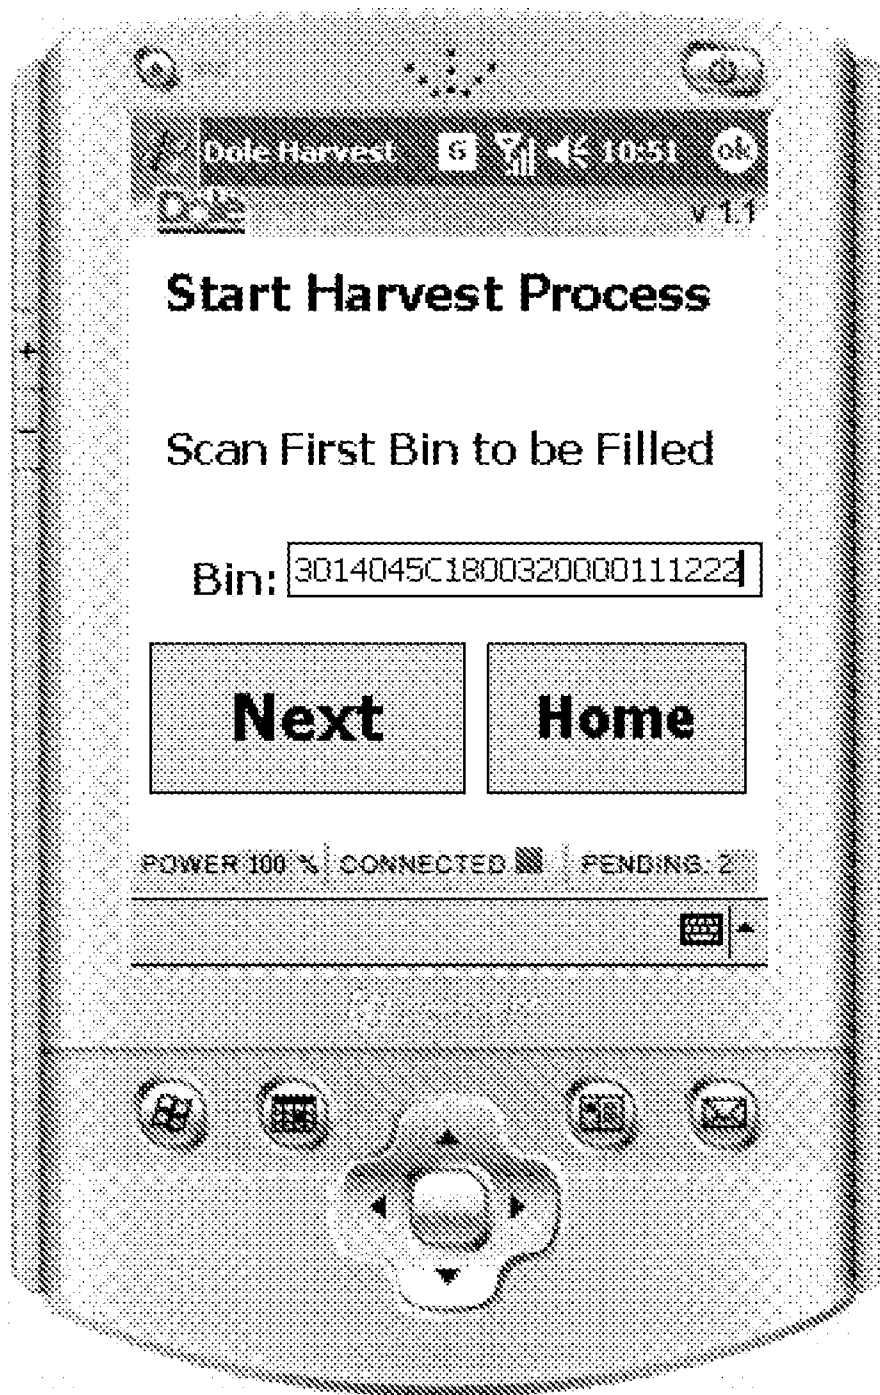 Dole Harvest G 10:51 ok
Dole v 1.1
Start Harvest Process
Scan First Bin to be Filled
Bin: 3014045C1800320000111222
Next Home
POWER 100 % CONNECTED PENDING: 2